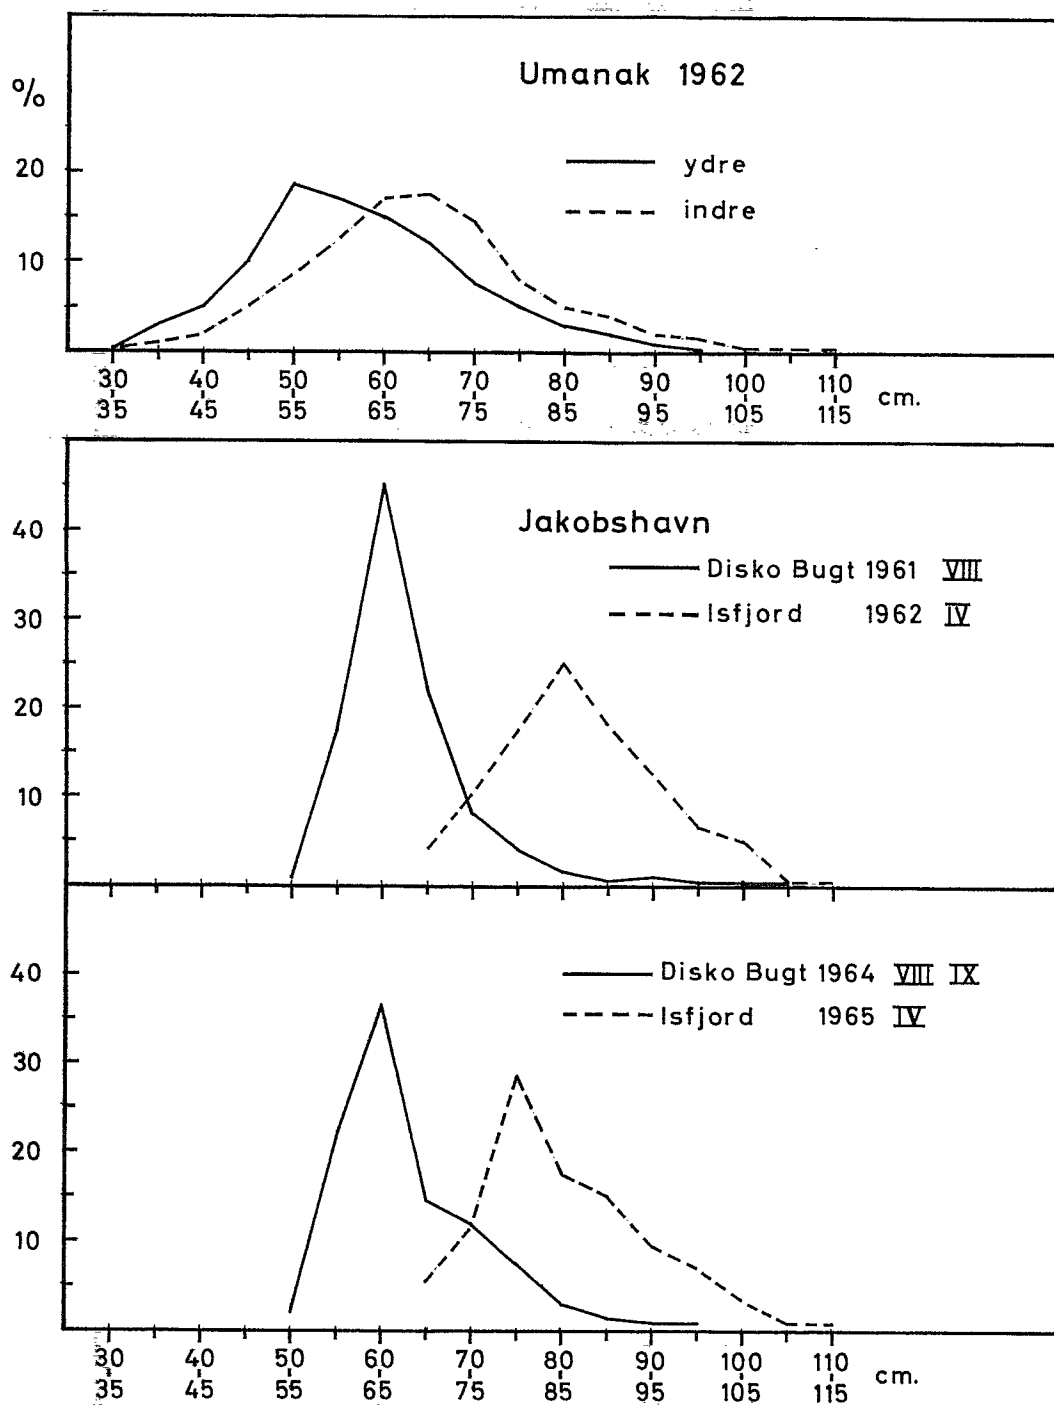 Umanak 1962
%
ydre
20
indre
10
30 40 50 60 70 80 90 100 110
35 45 55 65 75 85 95 105 115 cm.
Jakobshavn
40
Disko Bugt 1961 VIII
Isfjord 1962 IV
30
20
10
40
Disko Bugt 1964 VIII IX
Isfjord 1965 IV
30
20
10
30 40 50 60 70 80 90 100 110
35 45 55 65 75 85 95 105 115 cm.